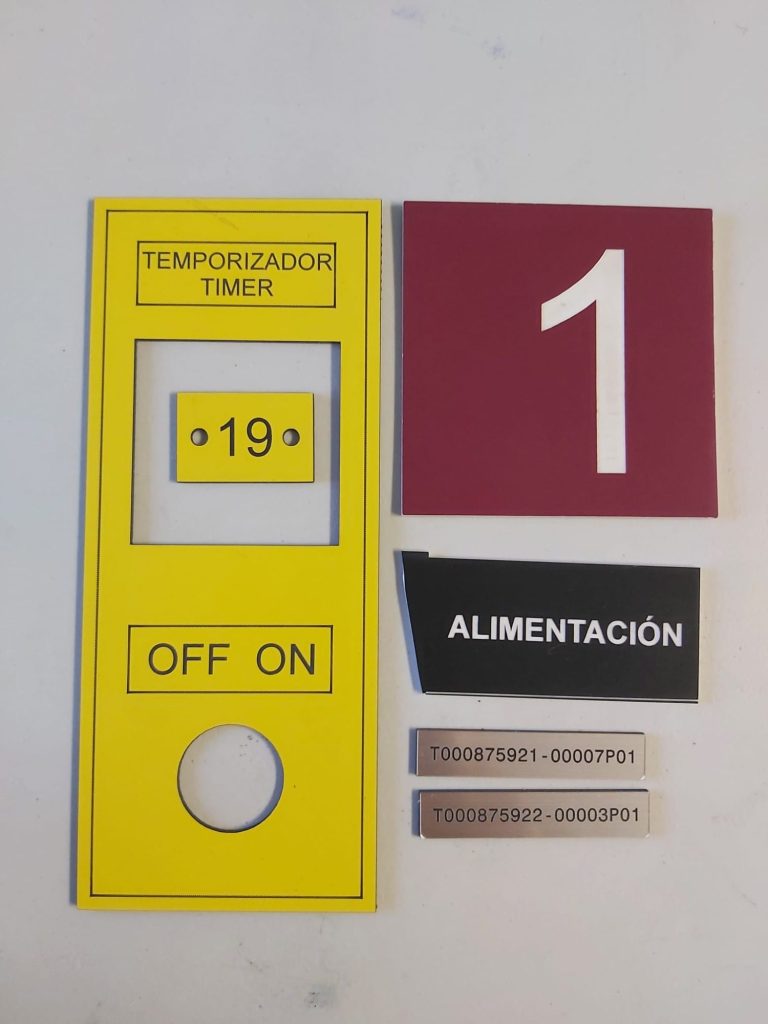 TEMPORIZADOR
TIMER
19
OFF ON
1
ALIMENTACIÓN
T000875921-00007P01
T000875922-00003P01